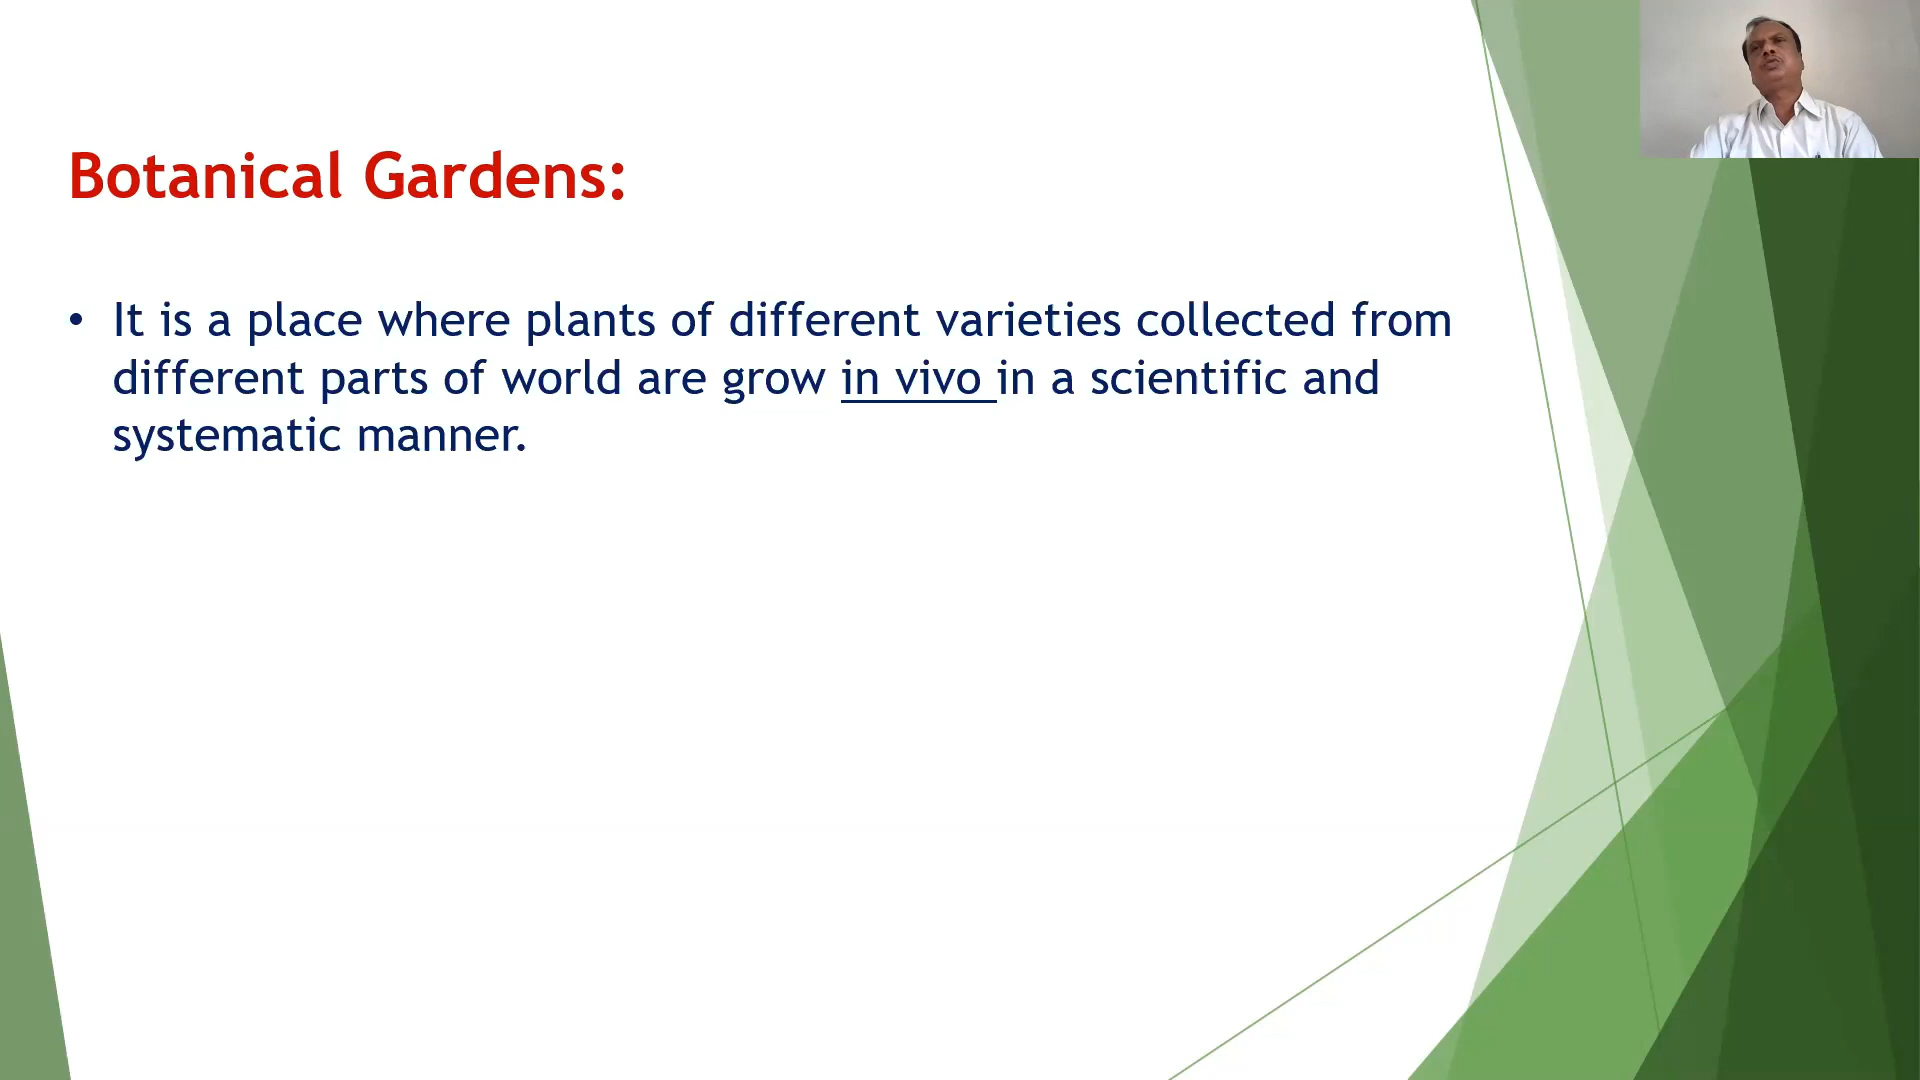 Botanical Gardens:
• It is a place where plants of different varieties collected from
different parts of world are grow in vivo in a scientific and
systematic manner.